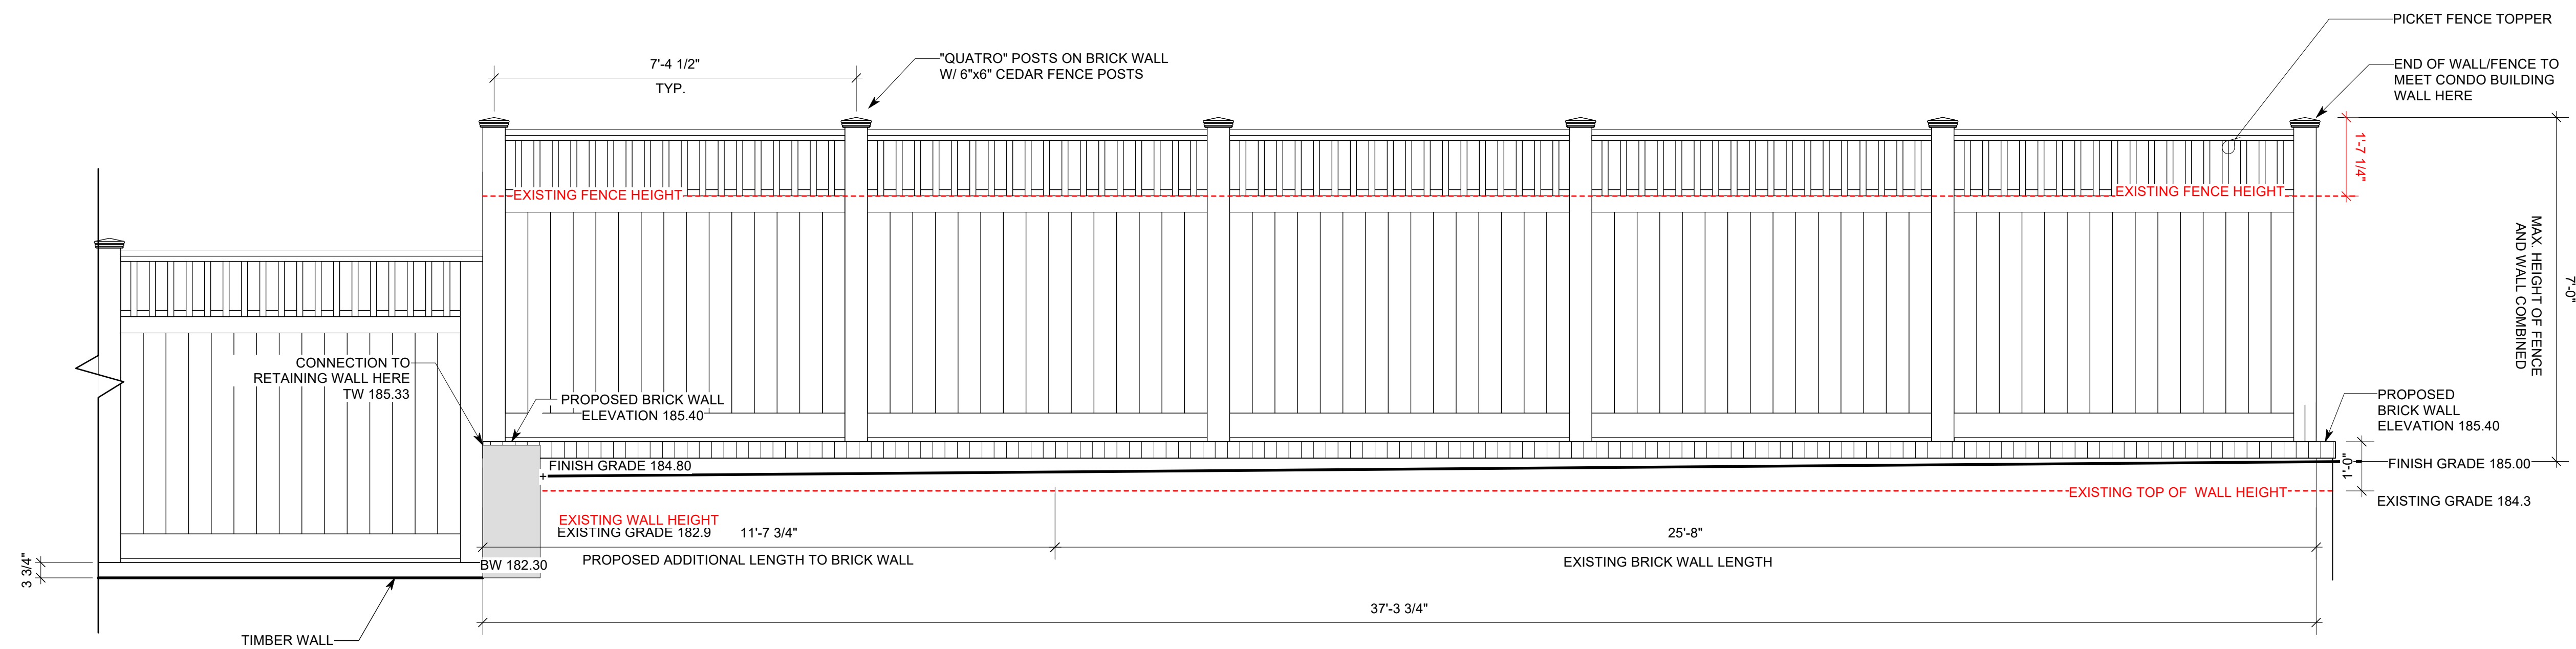 PICKET FENCE TOPPER
"QUATRO" POSTS ON BRICK WALL
W/ 6"x6" CEDAR FENCE POSTS
7'-4 1/2"
TYP.
END OF WALL/FENCE TO
MEET CONDO BUILDING
WALL HERE
1'-7 1/4"
EXISTING FENCE HEIGHT
EXISTING FENCE HEIGHT
MAX. HEIGHT OF FENCE
AND WALL COMBINED
7'-0"
CONNECTION TO
RETAINING WALL HERE
TW 185.33
PROPOSED BRICK WALL
ELEVATION 185.40
PROPOSED
BRICK WALL
ELEVATION 185.40
FINISH GRADE 184.80
1'-0"
FINISH GRADE 185.00
EXISTING TOP OF WALL HEIGHT
EXISTING GRADE 184.3
EXISTING WALL HEIGHT
EXISTING GRADE 182.9
11'-7 3/4"
25'-8"
BW 182.30
PROPOSED ADDITIONAL LENGTH TO BRICK WALL
EXISTING BRICK WALL LENGTH
3 3/4"
37'-3 3/4"
TIMBER WALL